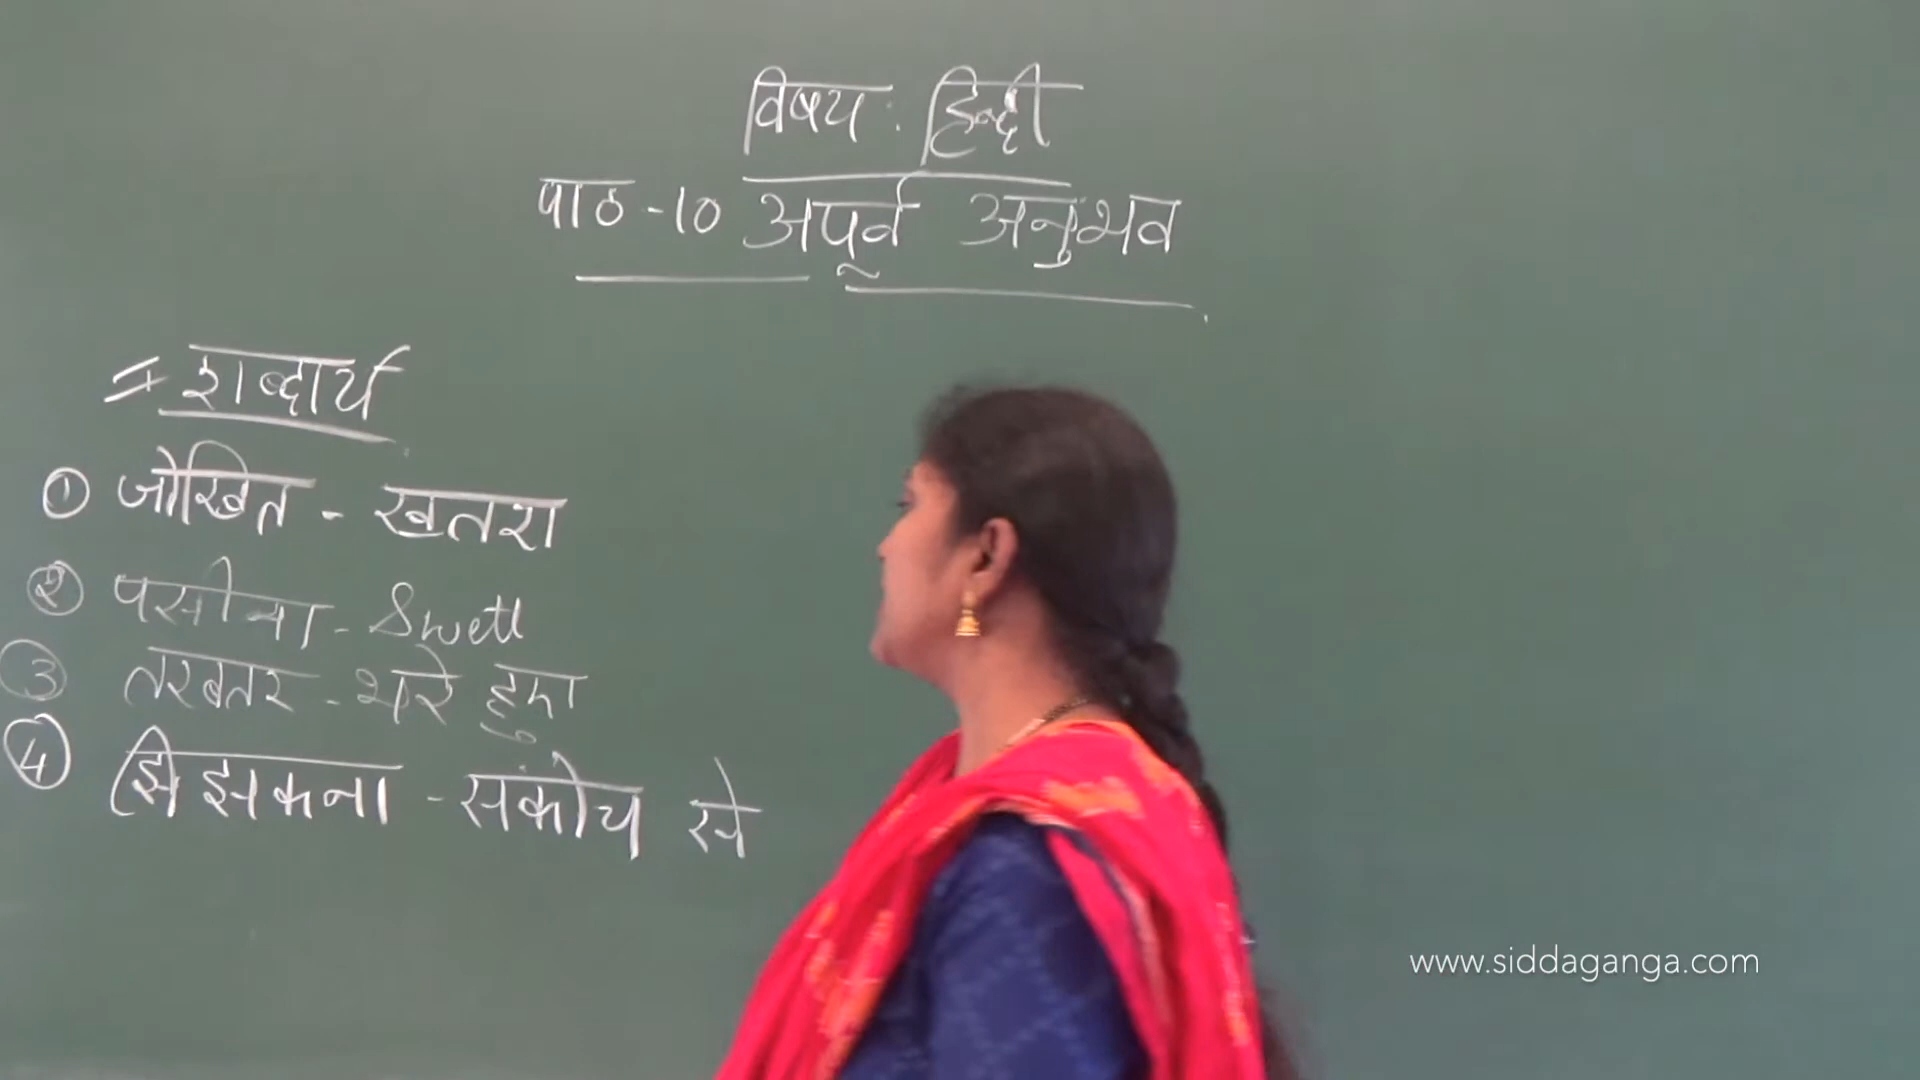 विषय: हिन्दी
पाठ-10 अपूर्व अनुभव
= शब्दार्थ
① जोखित - खतरा
② पसीना - Swett
③ तरबतर - भरे हुए
④ झिझकना - संकोच से
www.siddaganga.com